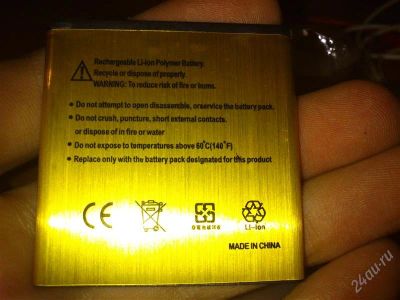 Rechargeable Li-ion Polymer Battery.
Recycle or dispose of properly.
WARNING: To reduce risk of fire or burns.
• Do not attempt to open disassemble, orservice the battery pack.
• Do not crush, puncture, short external contacts.
or dispose of in fire or water
• Do not expose to temperatures above 60°C(140°F)
• Replace only with the battery pack designated for this product
CE
Li-ion
MADE IN CHINA
24au.ru